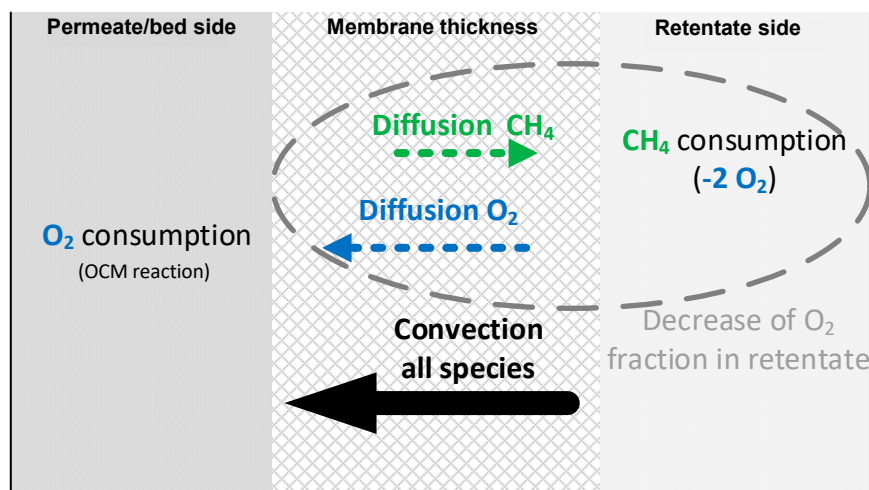 Permeate/bed side
Membrane thickness
Retentate side
Diffusion CH₄
CH₄ consumption
(-2 O₂)
Diffusion O₂
O₂ consumption
(OCM reaction)
Convection
all species
Decrease of O₂
fraction in retentate